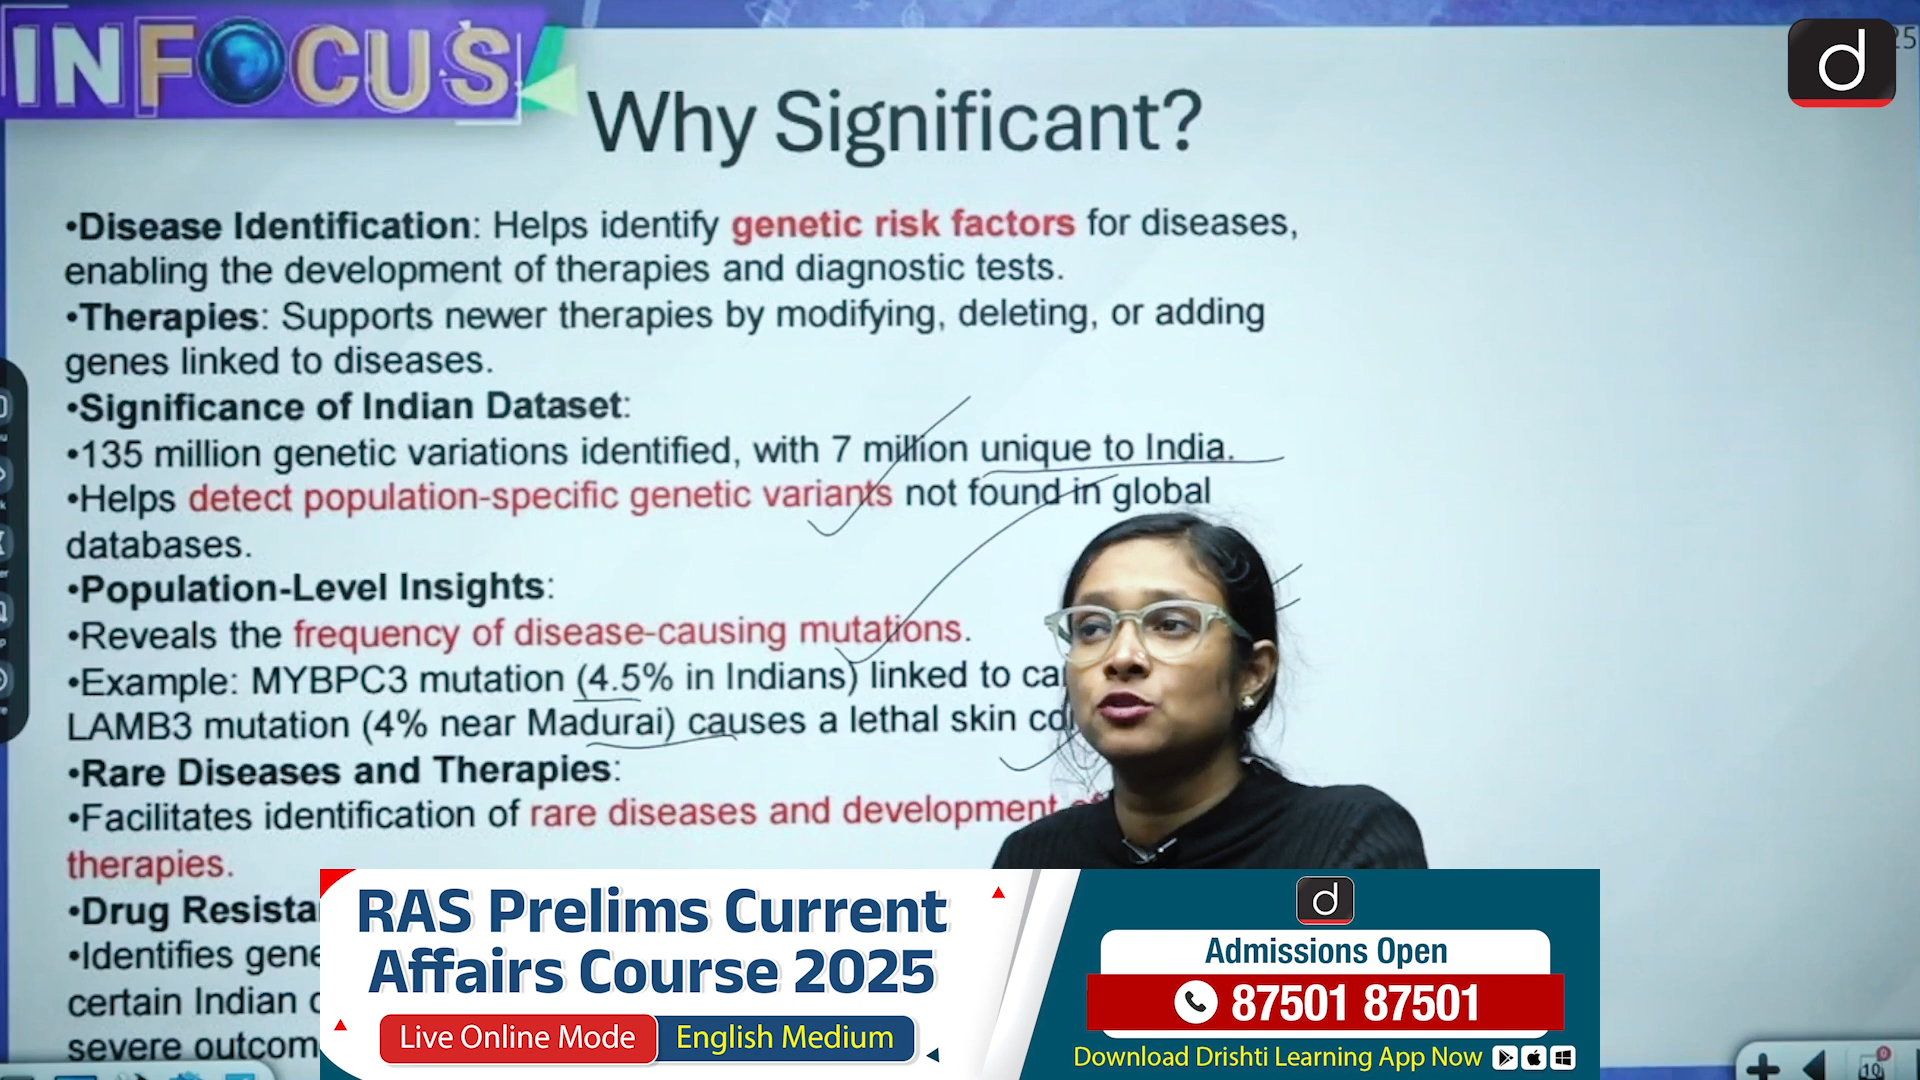 INFOCUS
Why Significant?
d
•Disease Identification: Helps identify genetic risk factors for diseases,
enabling the development of therapies and diagnostic tests.
•Therapies: Supports newer therapies by modifying, deleting, or adding
genes linked to diseases.
•Significance of Indian Dataset:
•135 million genetic variations identified, with 7 million unique to India.
•Helps detect population-specific genetic variants not found in global
databases.
•Population-Level Insights:
•Reveals the frequency of disease-causing mutations.
•Example: MYBPC3 mutation (4.5% in Indians) linked to
LAMB3 mutation (4% near Madurai) causes a lethal skin
•Rare Diseases and Therapies:
•Facilitates identification of rare diseases and development
therapies.
•Drug
•Identifies
certain Indian
severe
RAS Prelims Current
Affairs Course 2025
Live Online Mode English Medium
d
Admissions Open
87501 87501
Download Drishti Learning App Now
10